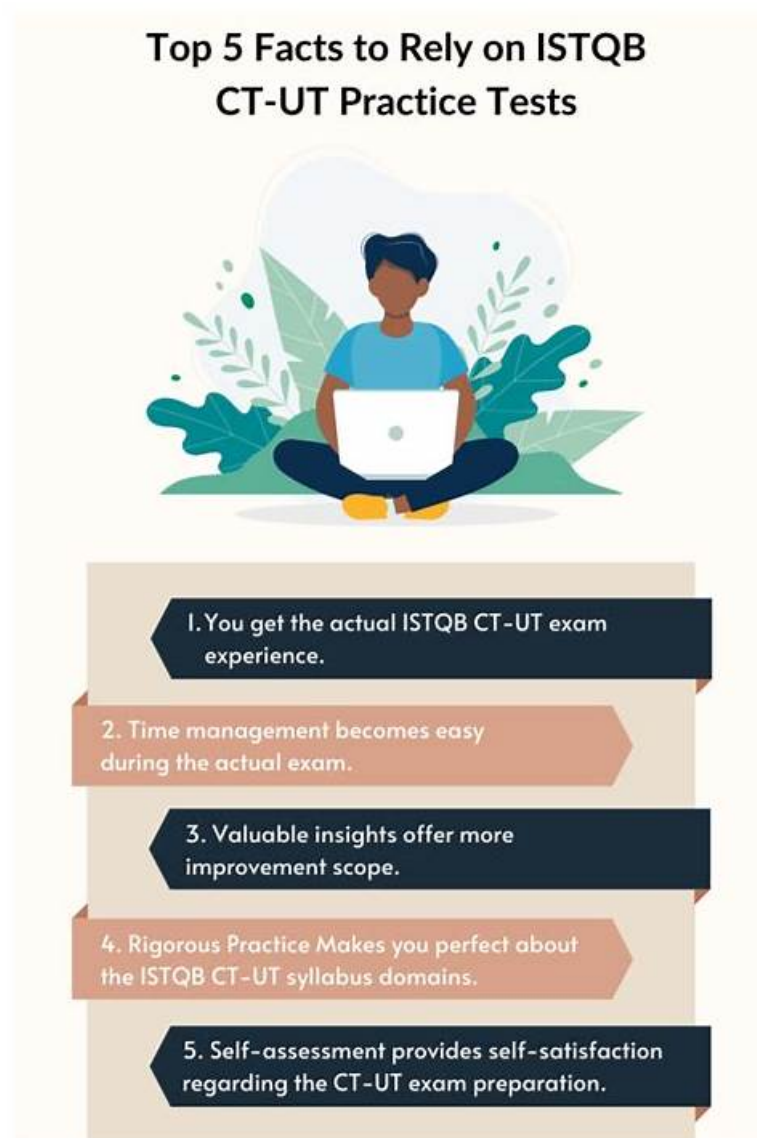 Top 5 Facts to Rely on ISTQB
CT-UT Practice Tests
1. You get the actual ISTQB CT-UT exam
experience.
2. Time management becomes easy
during the actual exam.
3. Valuable insights offer more
improvement scope.
4. Rigorous Practice Makes you perfect about
the ISTQB CT-UT syllabus domains.
5. Self-assessment provides self-satisfaction
regarding the CT-UT exam preparation.